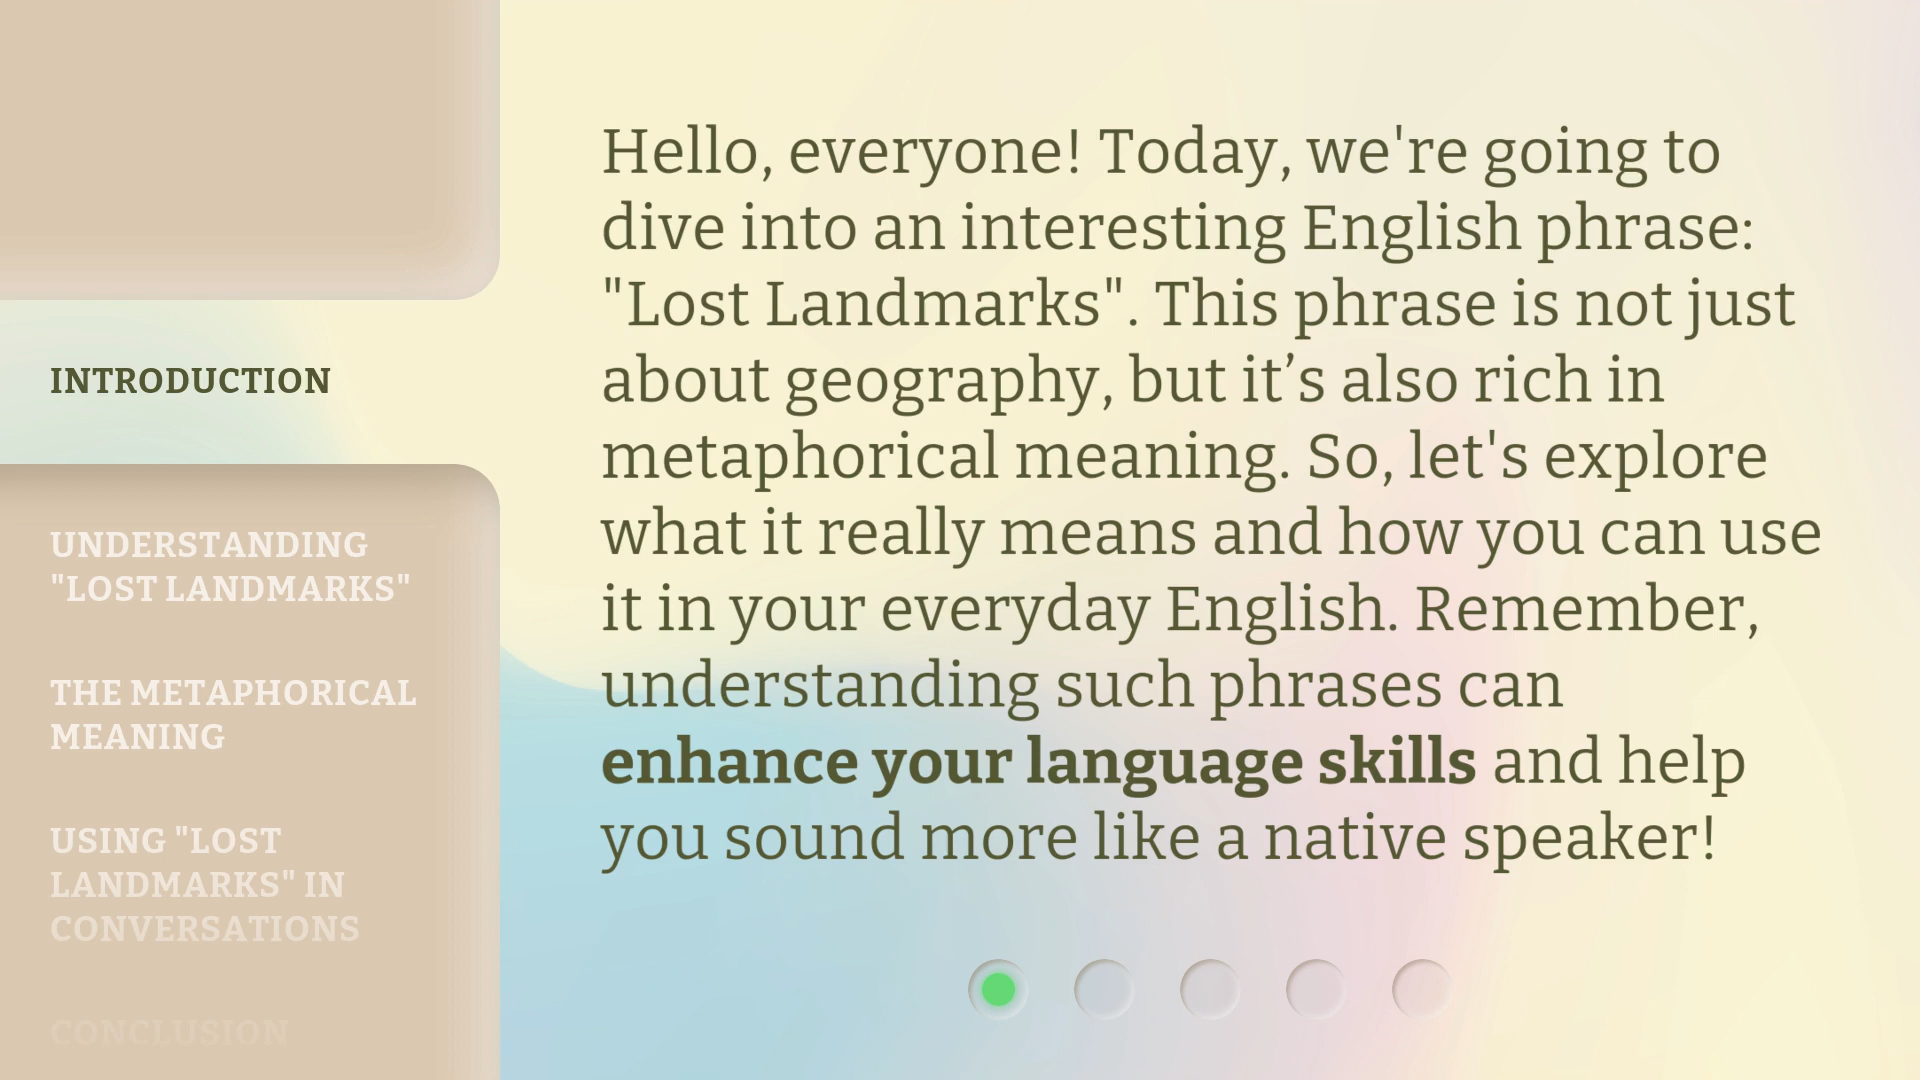 INTRODUCTION
UNDERSTANDING
"LOST LANDMARKS"
THE METAPHORICAL
MEANING
USING "LOST
LANDMARKS" IN
CONVERSATIONS
CONCLUSION
Hello, everyone! Today, we're going to
dive into an interesting English phrase:
"Lost Landmarks". This phrase is not just
about geography, but it’s also rich in
metaphorical meaning. So, let's explore
what it really means and how you can use
it in your everyday English. Remember,
understanding such phrases can
enhance your language skills and help
you sound more like a native speaker!